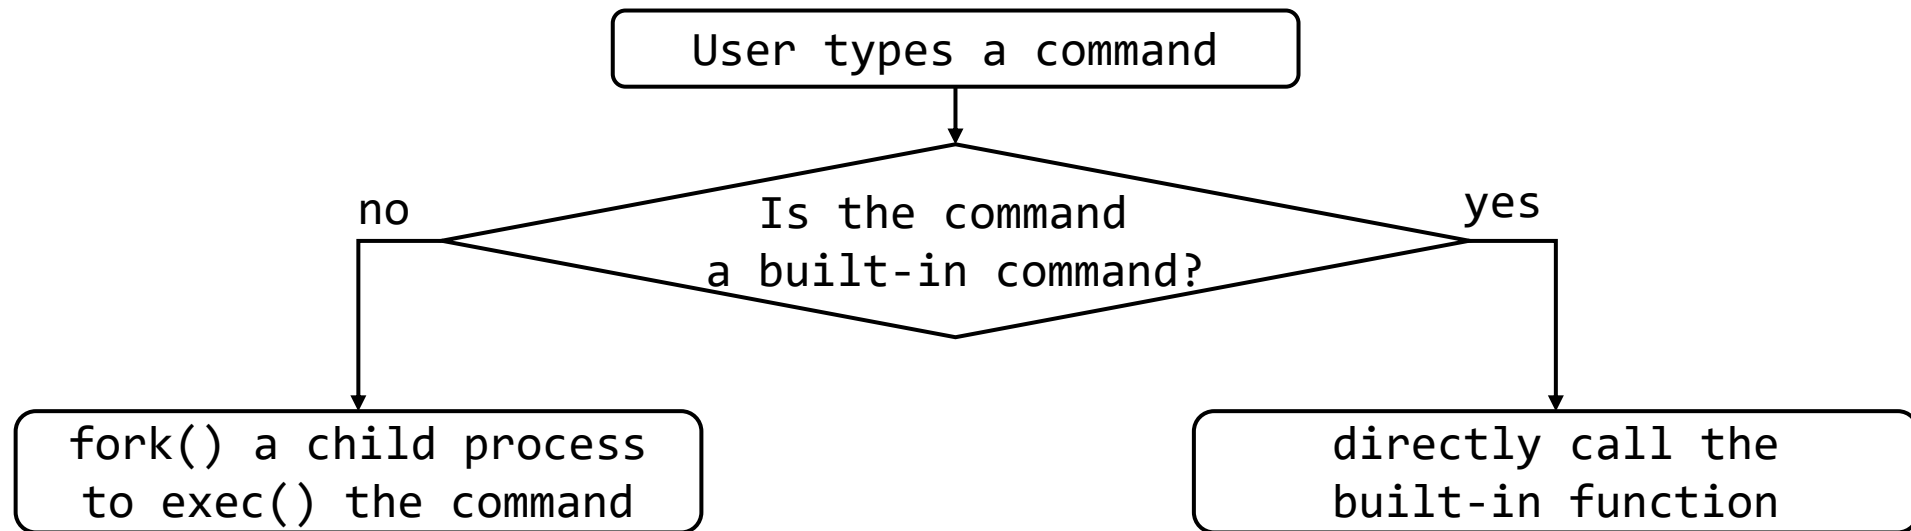 User types a command
no
Is the command
a built-in command?
yes
fork() a child process
to exec() the command
directly call the
built-in function